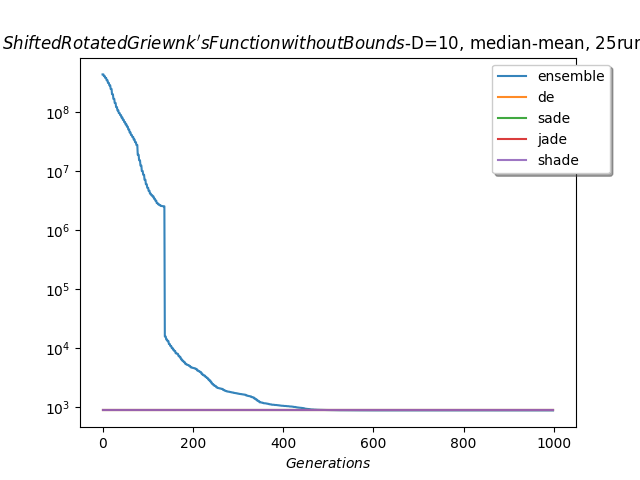 ShiftedRotatedGriewnk'sFunctionwithoutBounds-D=10, median-mean, 25run
ensemble
de
sade
jade
shade
10^8
10^7
10^6
10^5
10^4
10^3
0 200 400 600 800 1000
Generations